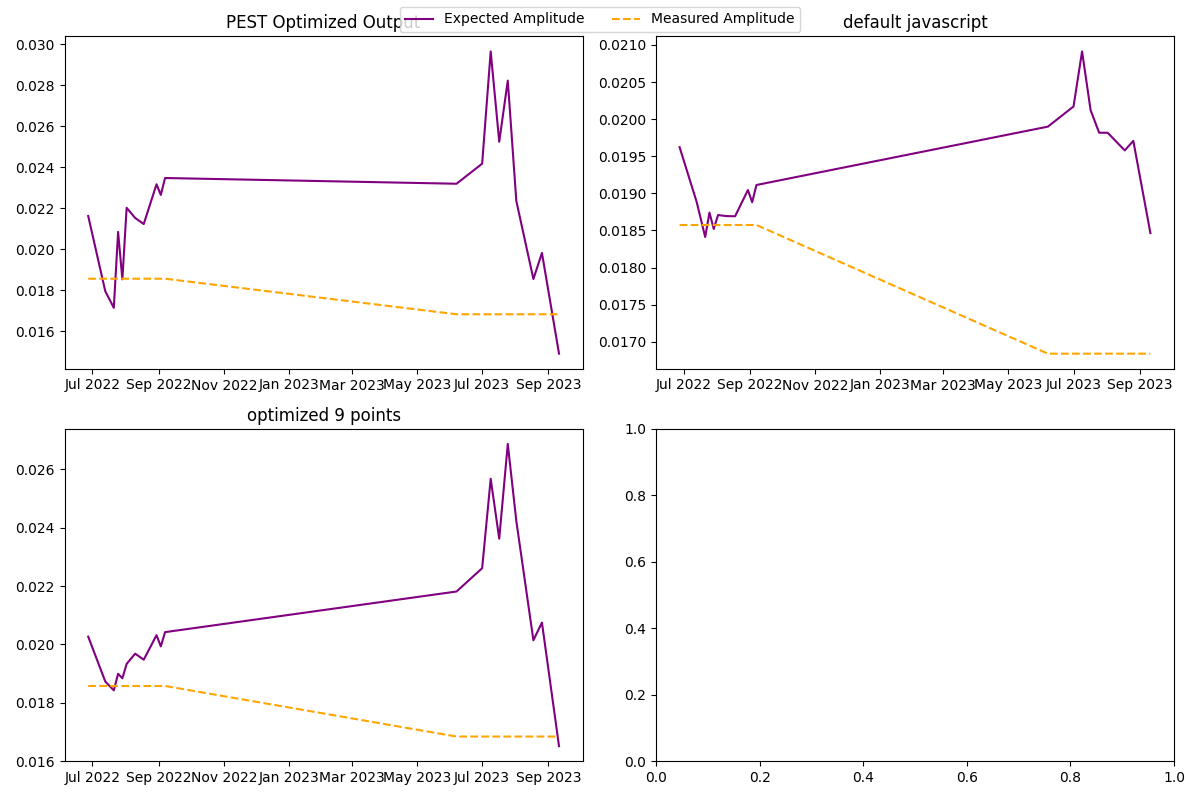 PEST Optimized Output
Expected Amplitude
Measured Amplitude
default javascript
0.030
0.028
0.026
0.024
0.022
0.020
0.018
0.016
Jul 2022
Sep 2022
Nov 2022
Jan 2023
Mar 2023
May 2023
Jul 2023
Sep 2023
0.0210
0.0205
0.0200
0.0195
0.0190
0.0185
0.0180
0.0175
0.0170
Jul 2022
Sep 2022
Nov 2022
Jan 2023
Mar 2023
May 2023
Jul 2023
Sep 2023
optimized 9 points
0.026
0.024
0.022
0.020
0.018
0.016
Jul 2022
Sep 2022
Nov 2022
Jan 2023
Mar 2023
May 2023
Jul 2023
Sep 2023
1.0
0.8
0.6
0.4
0.2
0.0
0.0
0.2
0.4
0.6
0.8
1.0